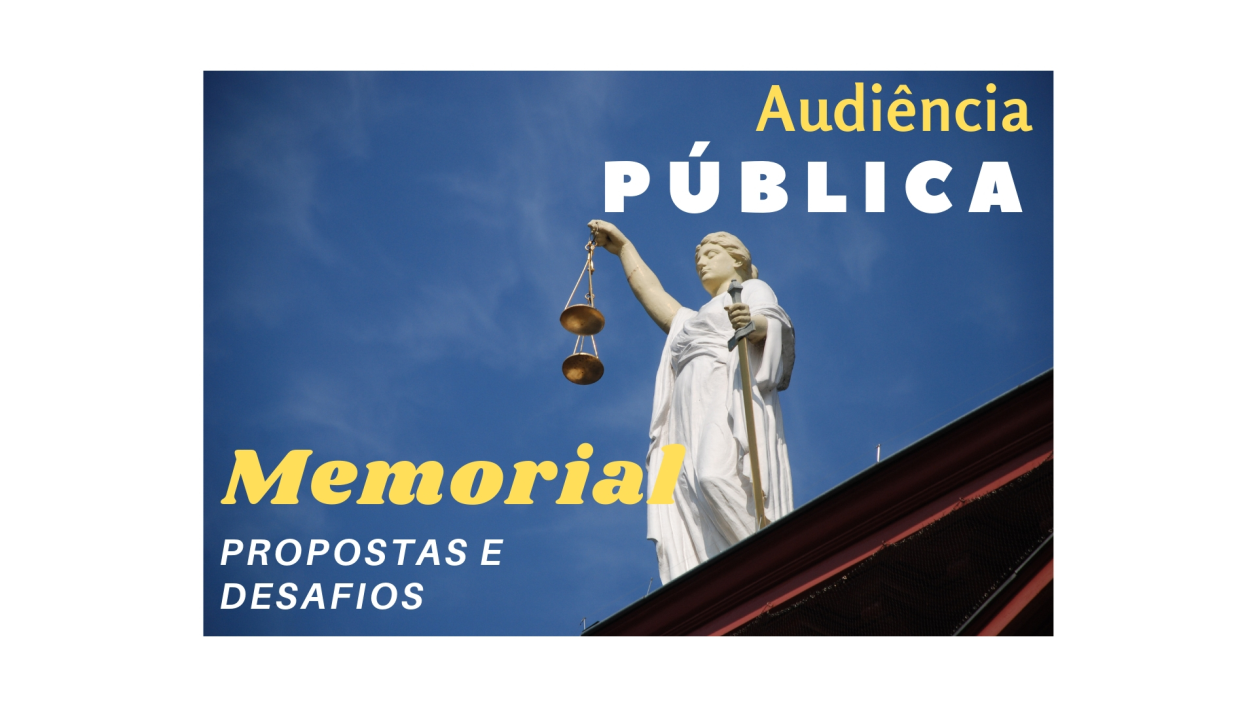 Audiência
PÚBLICA
Memorial
PROPOSTAS E
DESAFIOS